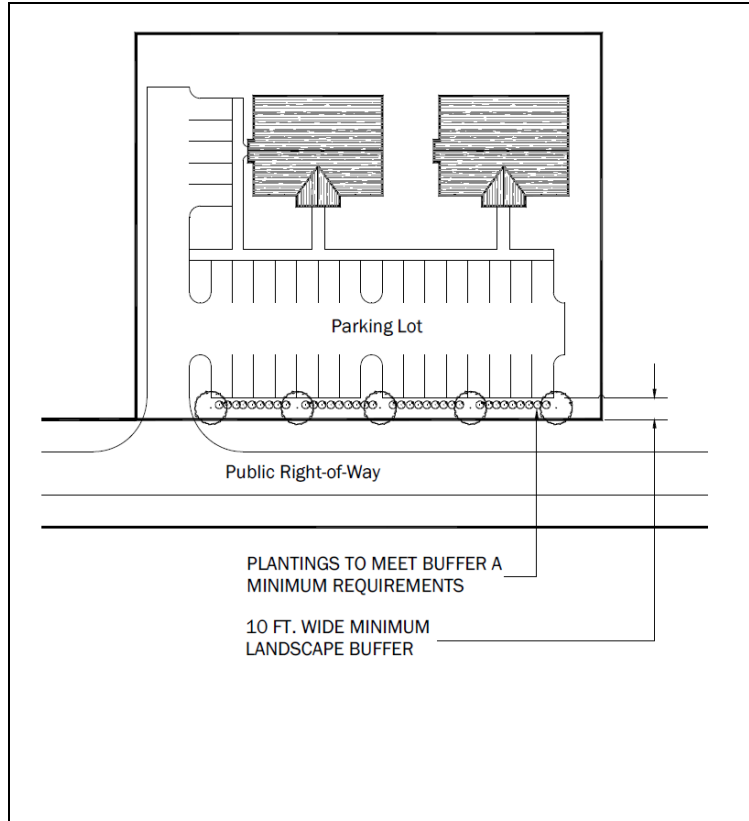 Parking Lot
Public Right-of-Way
PLANTINGS TO MEET BUFFER A
MINIMUM REQUIREMENTS
10 FT. WIDE MINIMUM
LANDSCAPE BUFFER